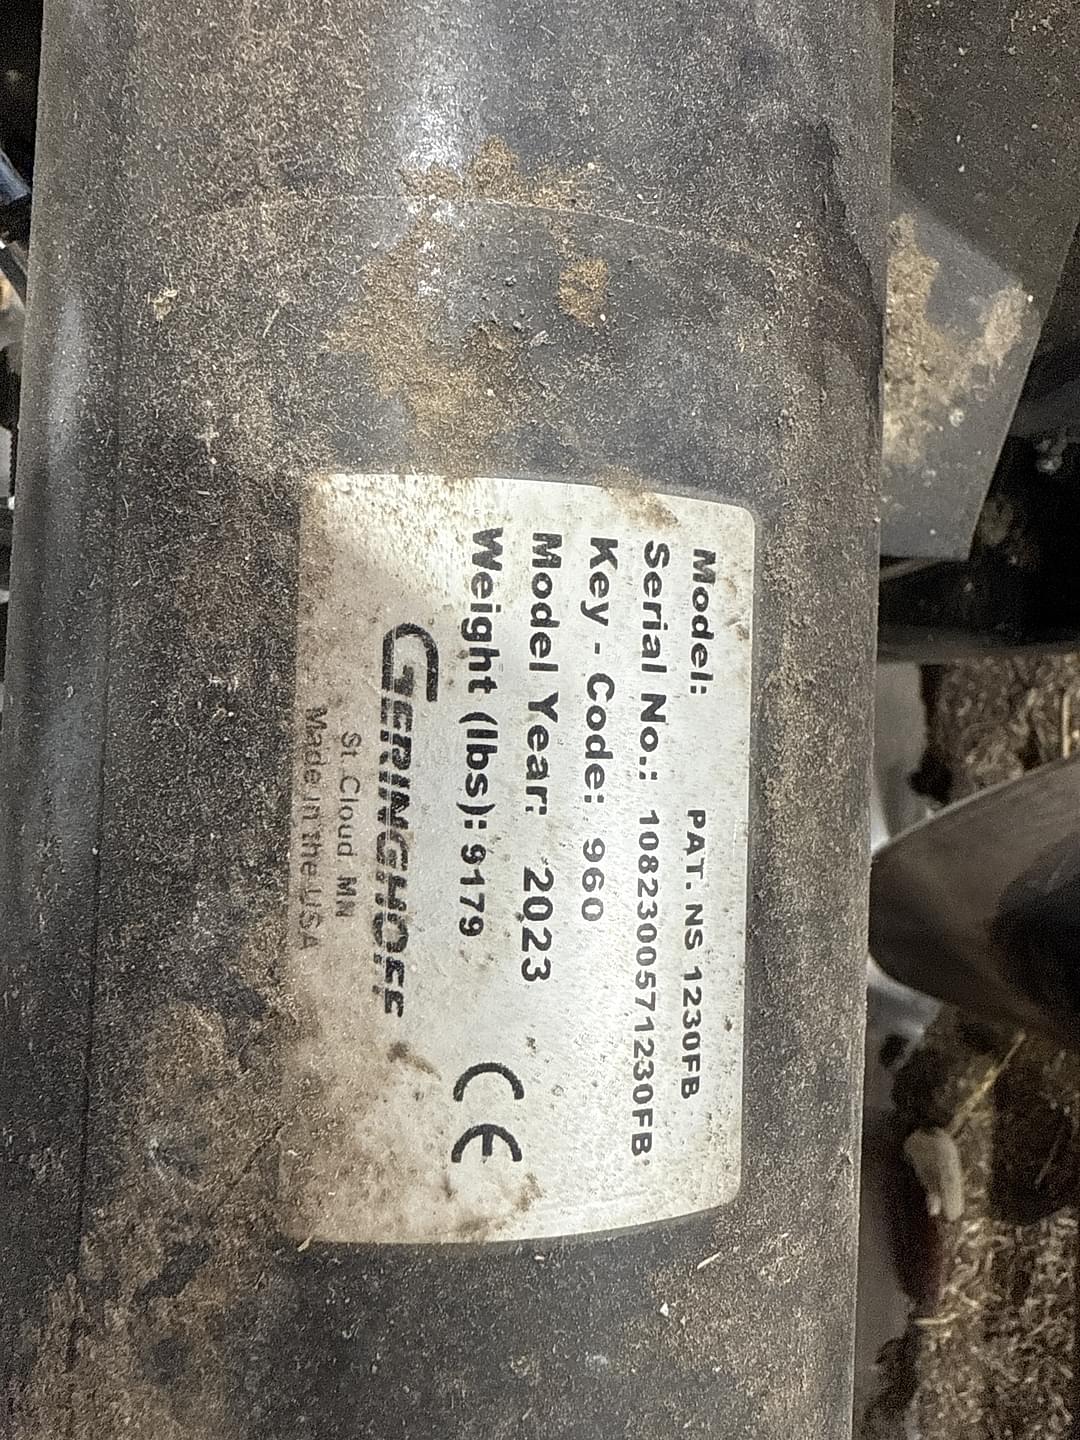 Model: PAT. NS 1230FB
Serial No.: 1082300571230FB
Key - Code: 960
Model Year: 2023
Weight (lbs): 9179
CE
GERINGHOFF
St. Cloud MN
Made in the USA